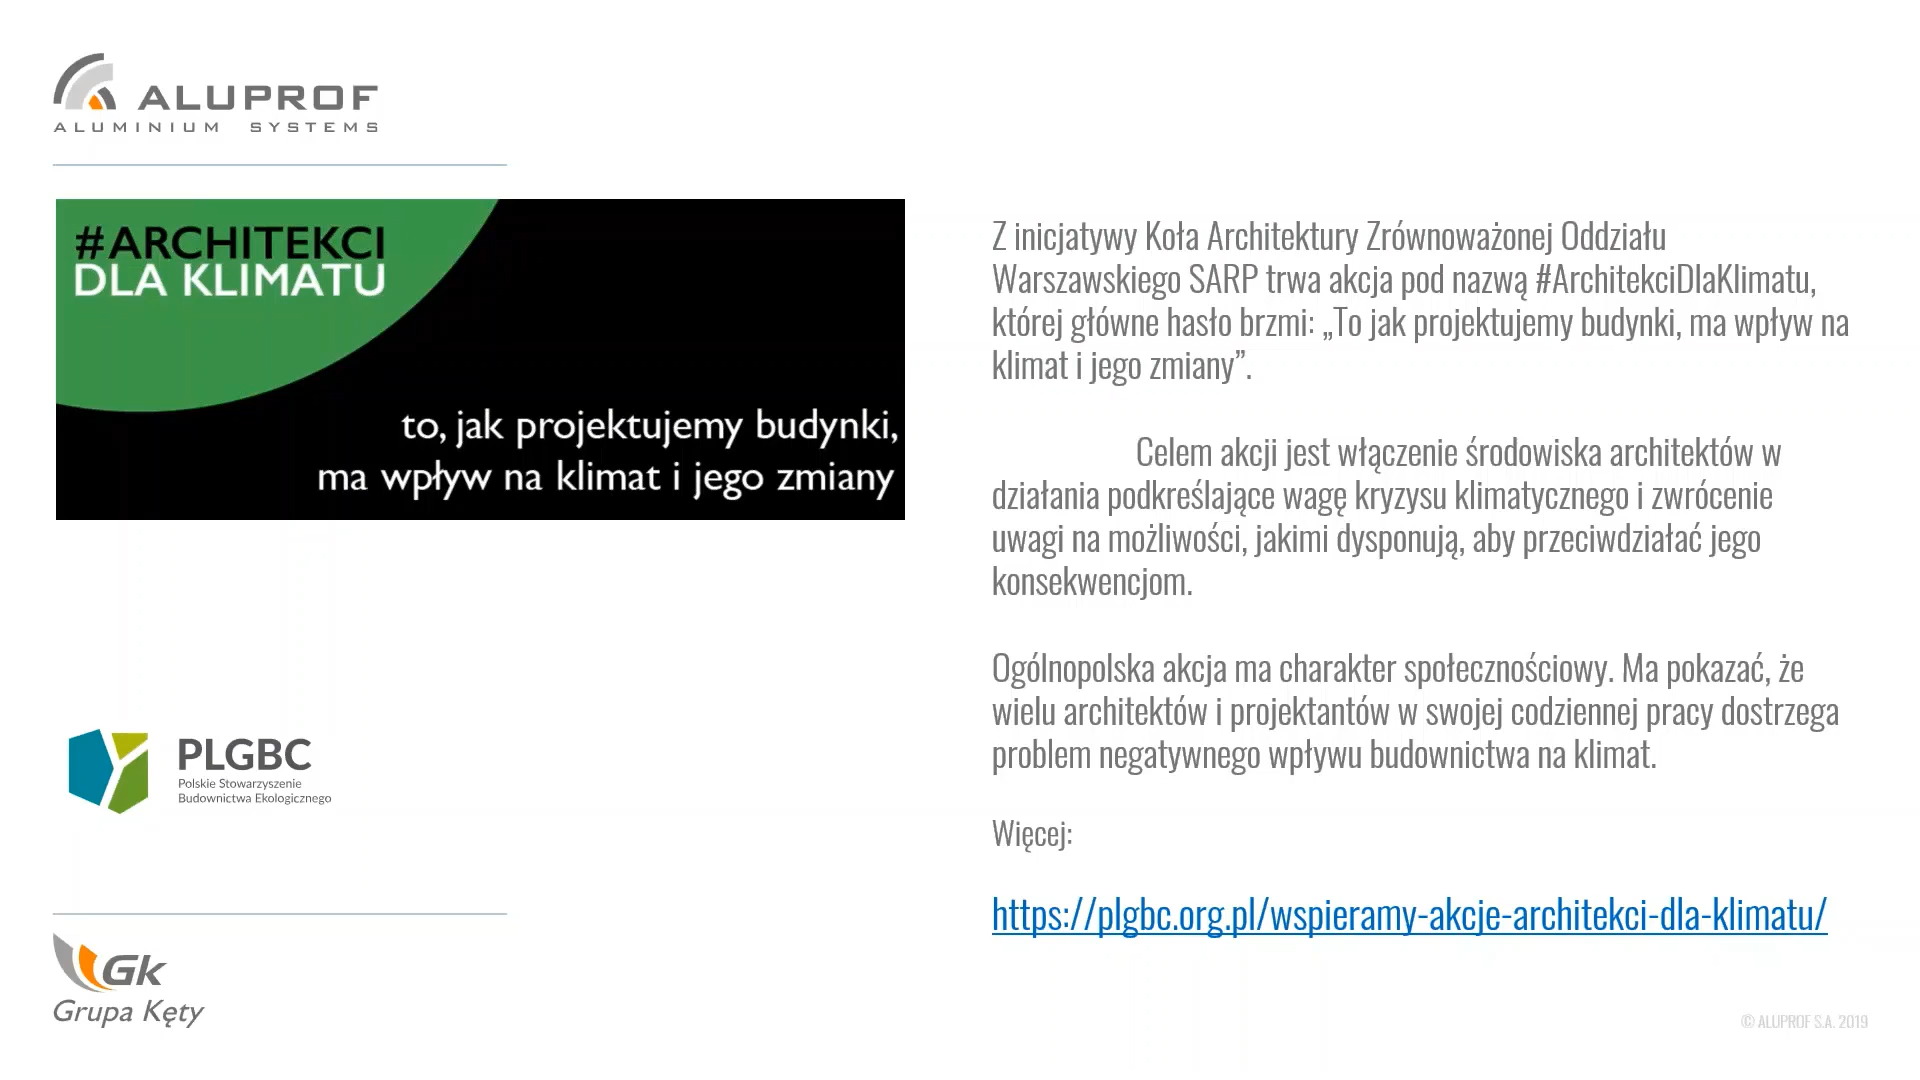 ALUPROF
ALUMINIUM SYSTEMS
#ARCHITEKCI
DLA KLIMATU
to, jak projektujemy budynki,
ma wpływ na klimat i jego zmiany
PLGBC
Polskie Stowarzyszenie
Budownictwa Ekologicznego
Gk
Grupa Kęty
Z inicjatywy Koła Architektury Zrównoważonej Oddziału
Warszawskiego SARP trwa akcja pod nazwą #ArchitekciDlaKlimatu,
której główne hasło brzmi: „To jak projektujemy budynki, ma wpływ na
klimat i jego zmiany”.
Celem akcji jest włączenie środowiska architektów w
działania podkreślające wagę kryzysu klimatycznego i zwrócenie
uwagi na możliwości, jakimi dysponują, aby przeciwdziałać jego
konsekwencjom.
Ogólnopolska akcja ma charakter społecznościowy. Ma pokazać, że
wielu architektów i projektantów w swojej codziennej pracy dostrzega
problem negatywnego wpływu budownictwa na klimat.
Więcej:
https://plgbc.org.pl/wspieramy-akcje-architekci-dla-klimatu/
© ALUPROF S.A. 2019